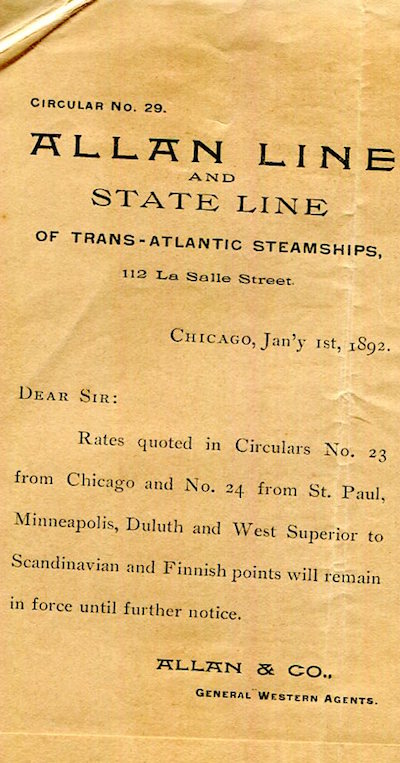 CIRCULAR No. 29.
ALLAN LINE
AND
STATE LINE
OF TRANS-ATLANTIC STEAMSHIPS,
112 La Salle Street.
CHICAGO, Jan'y 1st, 1892.
DEAR SIR:
Rates quoted in Circulars No. 23
from Chicago and No. 24 from St. Paul,
Minneapolis, Duluth and West Superior to
Scandinavian and Finnish points will remain
in force until further notice.
ALLAN & CO.,
GENERAL WESTERN AGENTS.